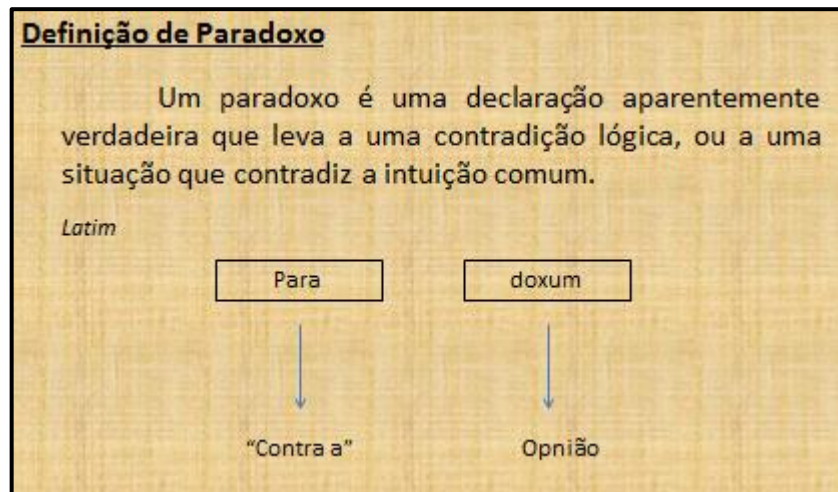 Definição de Paradoxo
Um paradoxo é uma declaração aparentemente
verdadeira que leva a uma contradição lógica, ou a uma
situação que contradiz a intuição comum.
Latim
Para doxum
“Contra a” Opnião